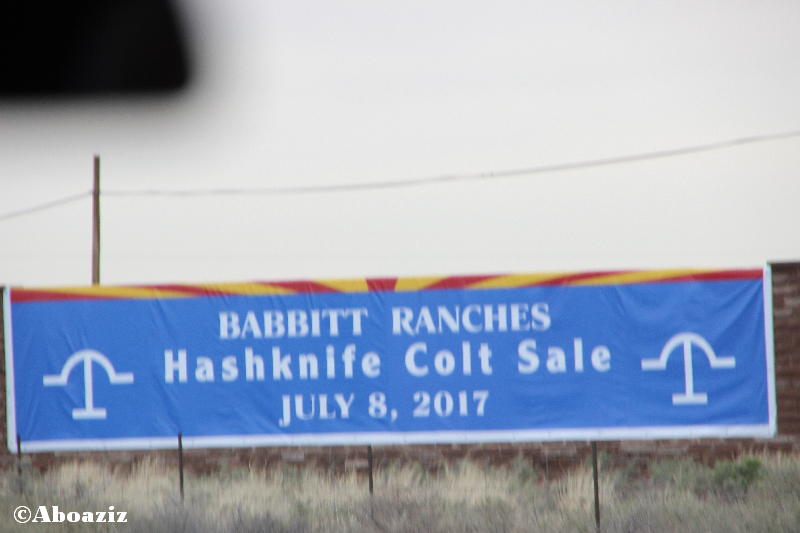 BABBITT RANCHES
Hashknife Colt Sale
JULY 8, 2017
©Aboaziz